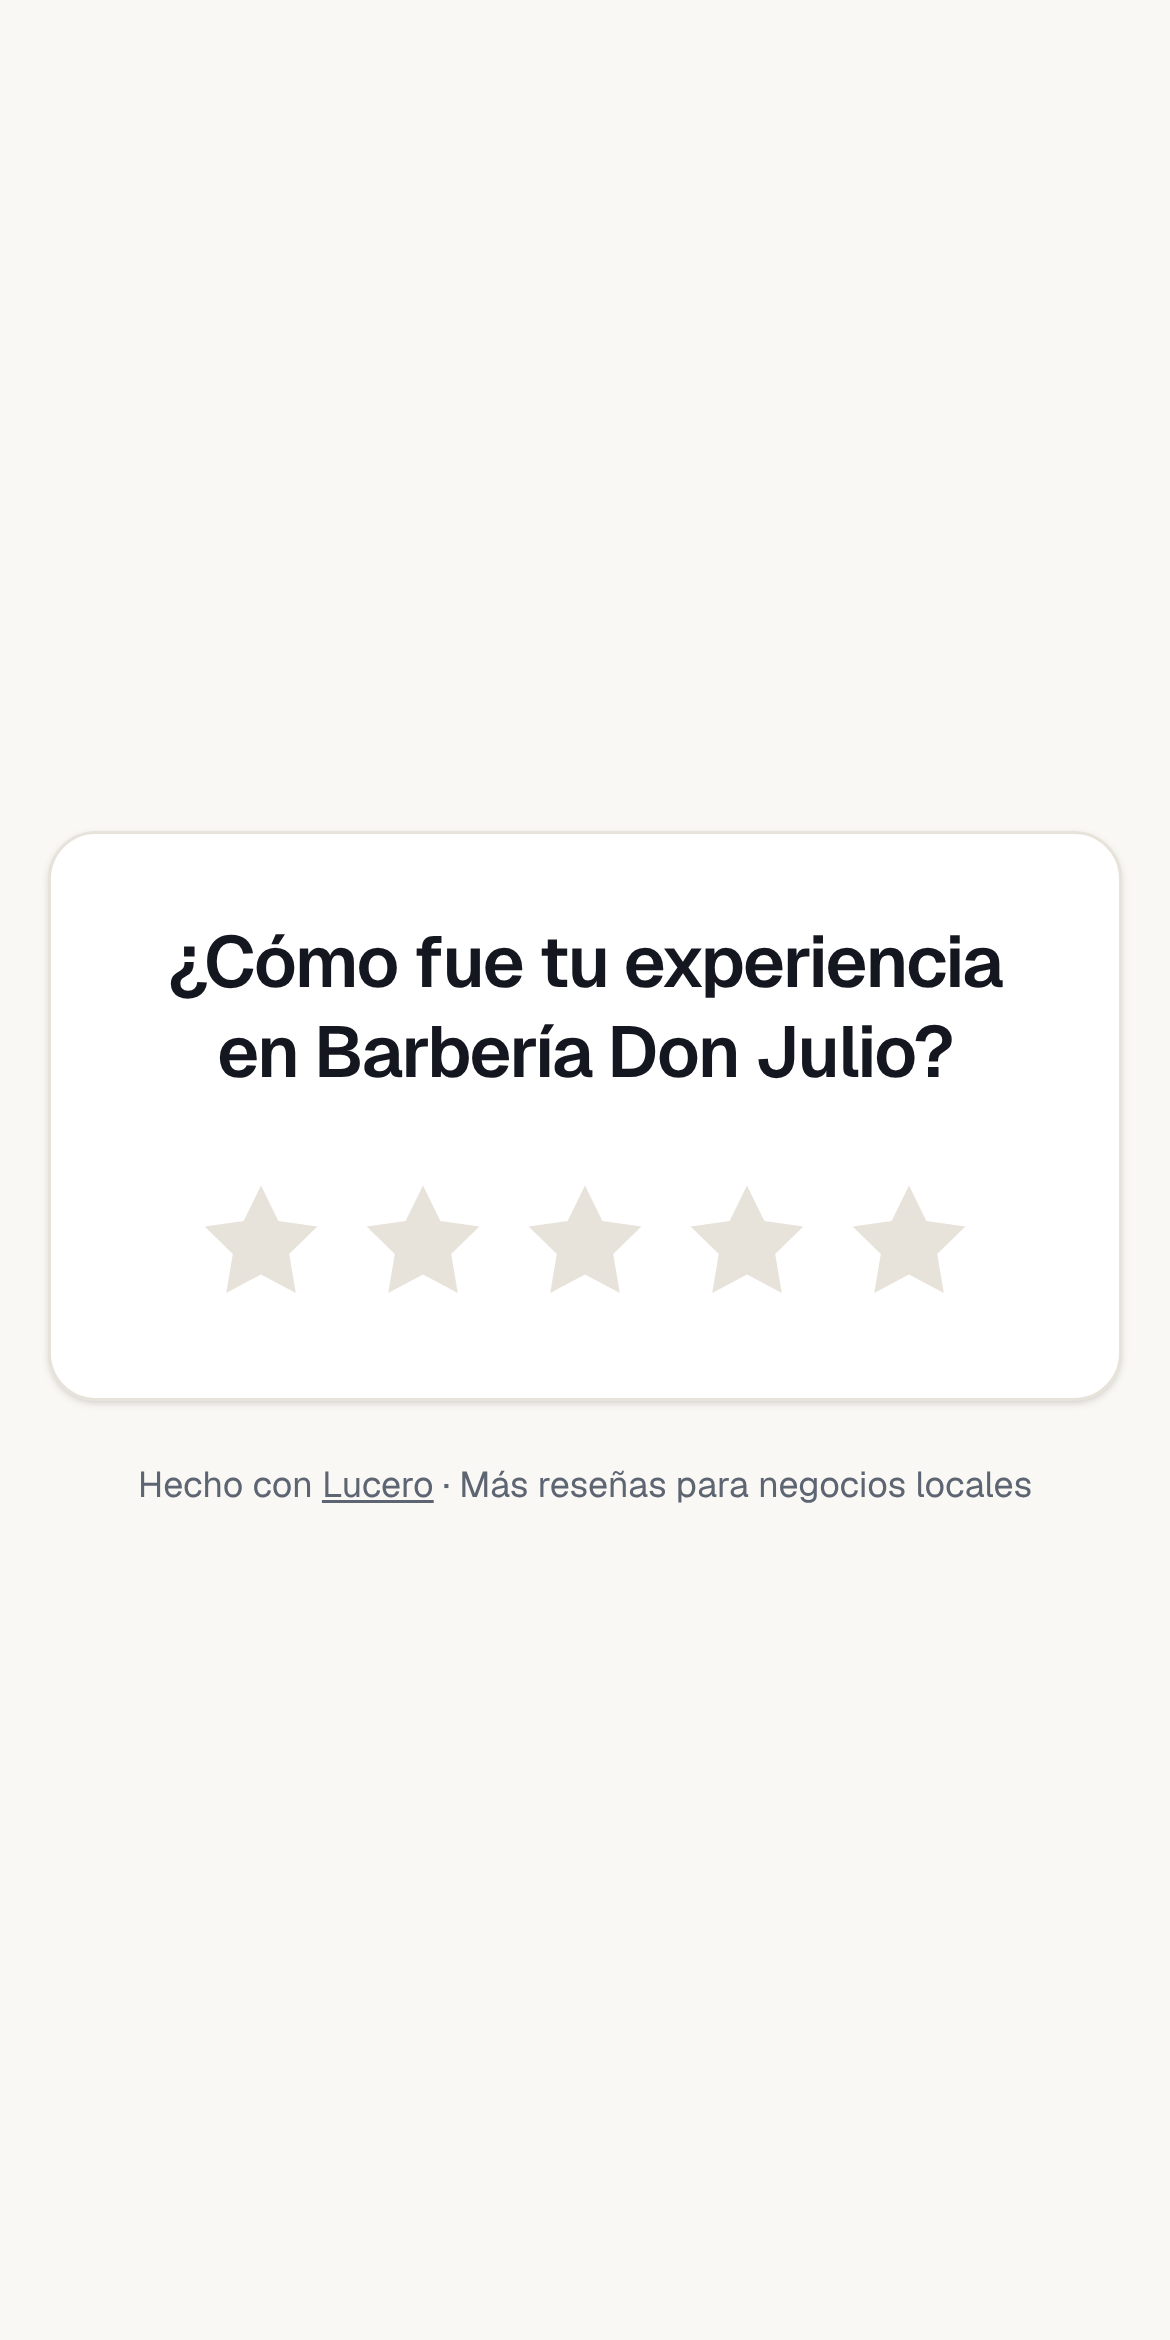 ¿Cómo fue tu experiencia
en Barbería Don Julio?
Hecho con Lucero · Más reseñas para negocios locales